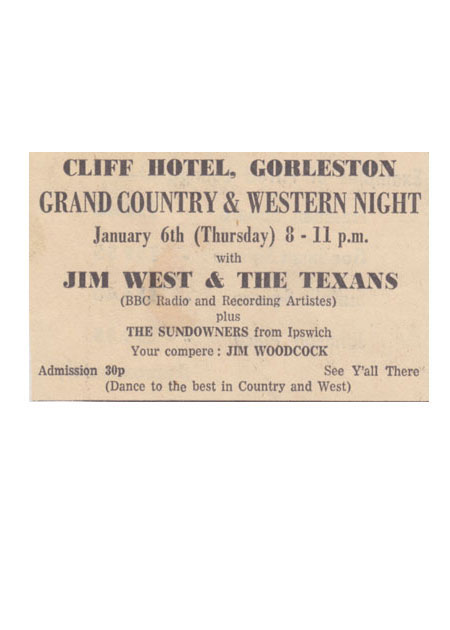 CLIFF HOTEL, GORLESTON
GRAND COUNTRY & WESTERN NIGHT
January 6th (Thursday) 8 - 11 p.m.
with
JIM WEST & THE TEXANS
(BBC Radio and Recording Artistes)
plus
THE SUNDOWNERS from Ipswich
Your compere : JIM WOODCOCK
Admission 30p See Y'all There
(Dance to the best in Country and West)